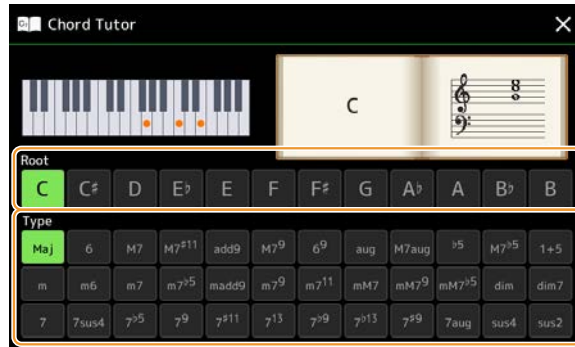 Chord Tutor
C
Root
C C♯ D E♭ E F F♯ G A♭ A B♭ B
Type
Maj 6 M7 M7♯11 add9 M7⁹ 6⁹ aug M7aug ♭5 M7♭5 1+5
m m6 m7 m7♭5 madd9 m7⁹ m7¹¹ mM7 mM7⁹ mM7♭5 dim dim7
7 7sus4 7♭5 7⁹ 7♯11 7¹³ 7♭9 7♭13 7♯9 7aug sus4 sus2